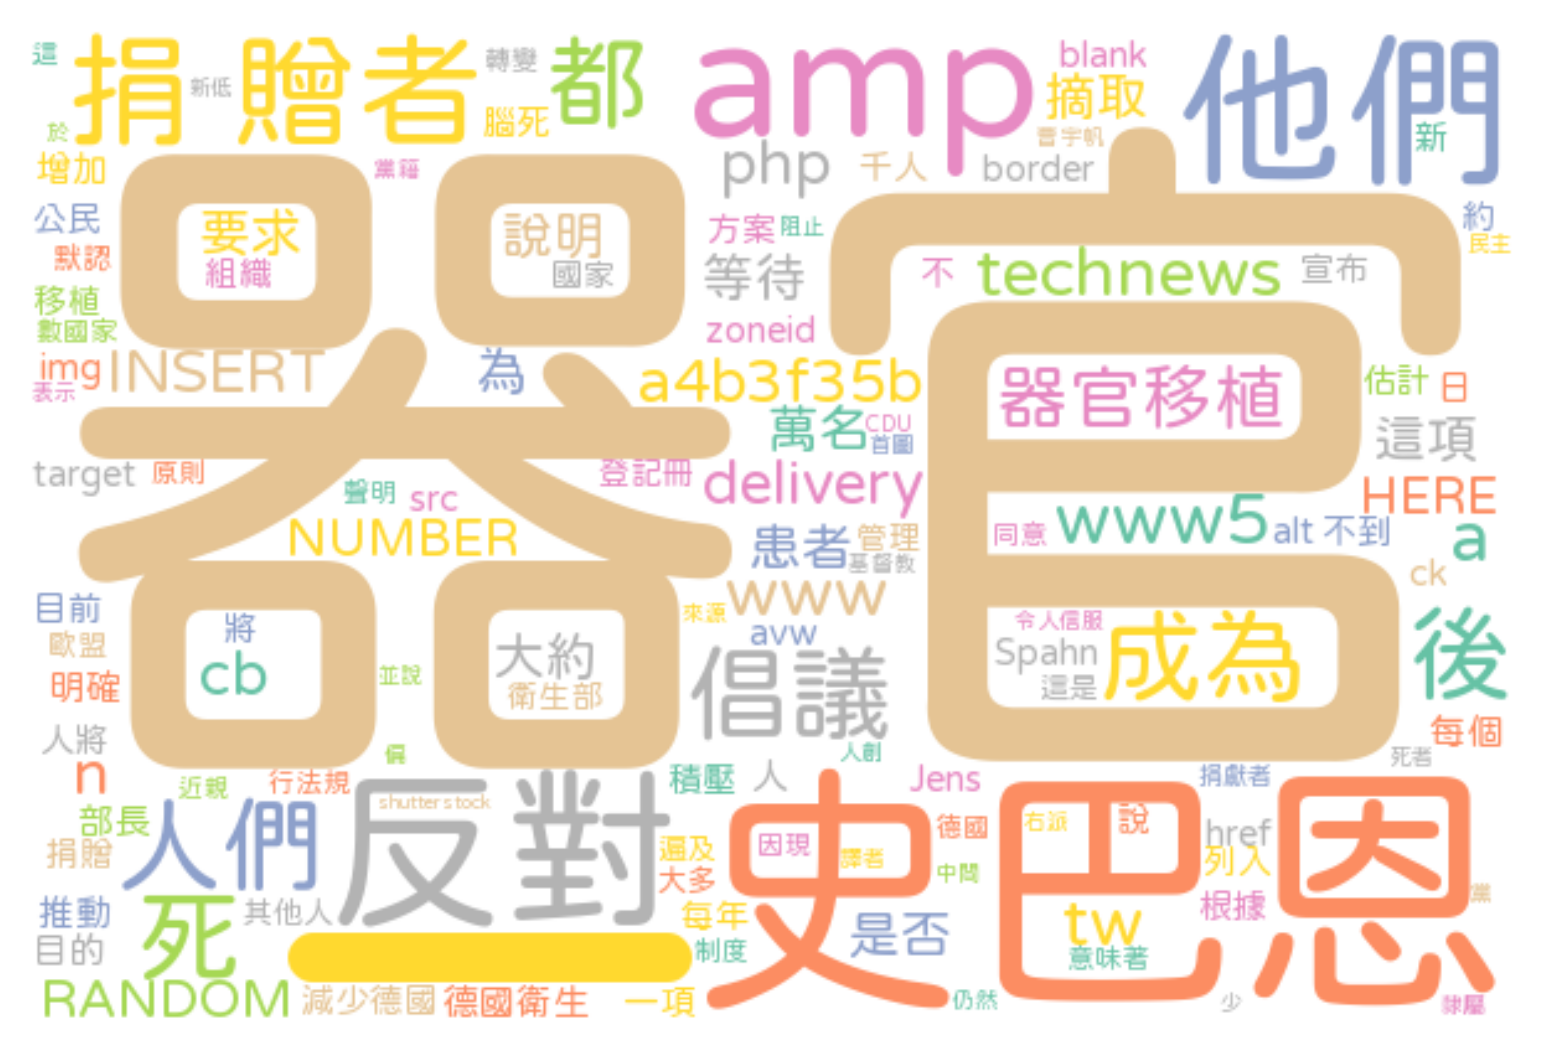 這
捐贈者
新低
轉變
都
amp
blank
摘取
他們
於
腦死
曹宇帆
新
增加
黨籍
php
千人
border
公民
要求
說明
方案
阻止
約
民主
默認
組織
國家
等待
不
technews
宣布
移植
數國家
zoneid
器官
img
INSERT
為
a4b3f35b
器官移植
估計
日
表示
萬名
CDU
首圖
這項
target
原則
登記冊
delivery
聲明
src
HERE
NUMBER
患者
管理
同意
www5
alt
不到
a
基督教
ck
目前
將
來源
www
令人信服
歐盟
大約
avw
Spahn
成為
後
明確
cb
並說
衛生部
倡議
這是
人將
偏
人創
每個
死者
n
近親
行法規
積壓
人
Jens
捐獻者
部長
人們
shutterstock
反對
史巴恩
德國
右派
說
href
捐贈
遍及
因現
譯者
列入
大多
中間
黨
推動
死
其他人
每年
是否
tw
根據
目的
一
制度
意味著
RANDOM
減少德國
德國衛生
一項
仍然
少
隸屬